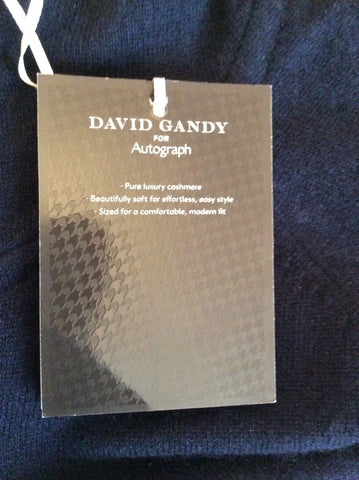 DAVID GANDY
FOR
Autograph
· Pure luxury cashmere
· Beautifully soft for effortless, easy style
· Sized for a comfortable, modern fit